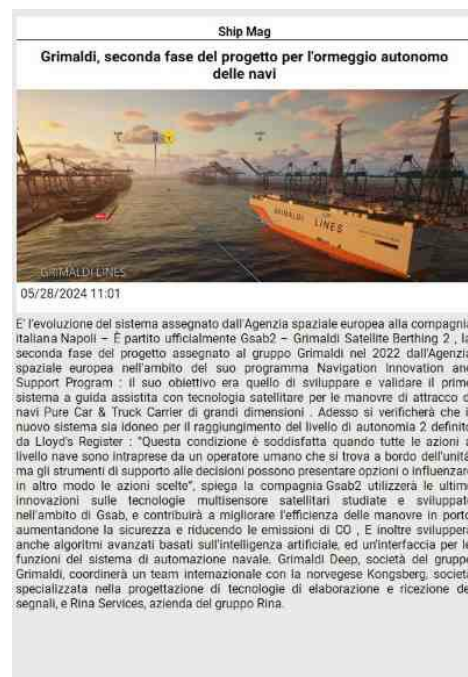 Ship Mag
Grimaldi, seconda fase del progetto per l'ormeggio autonomo
delle navi
GRIMALDI LINES
GRIMALDI LINES
05/28/2024 11:01
E' l'evoluzione del sistema assegnato dall'Agenzia spaziale europea alla compagnia
italiana Napoli – È partito ufficialmente Gsab2 – Grimaldi Satellite Berthing 2 , la
seconda fase del progetto assegnato al gruppo Grimaldi nel 2022 dall'Agenzia
spaziale europea nell'ambito del suo programma Navigation Innovation and
Support Program : il suo obiettivo era quello di sviluppare e validare il primo
sistema a guida assistita con tecnologia satellitare per le manovre di attracco di
navi Pure Car & Truck Carrier di grandi dimensioni . Adesso si verificherà che il
nuovo sistema sia idoneo per il raggiungimento del livello di autonomia 2 definito
da Lloyd's Register : "Questa condizione è soddisfatta quando tutte le azioni a
livello nave sono intraprese da un operatore umano che si trova a bordo dell'unità,
ma gli strumenti di supporto alle decisioni possono presentare opzioni o influenzare
in altro modo le azioni scelte", spiega la compagnia Gsab2 utilizzerà le ultime
innovazioni sulle tecnologie multisensore satellitari studiate e sviluppate
nell'ambito di Gsab, e contribuirà a migliorare l'efficienza delle manovre in porto
aumentandone la sicurezza e riducendo le emissioni di CO , E inoltre svilupperà
anche algoritmi avanzati basati sull'intelligenza artificiale, ed un'interfaccia per le
funzioni del sistema di automazione navale. Grimaldi Deep, società del gruppo
Grimaldi, coordinerà un team internazionale con la norvegese Kongsberg, società
specializzata nella progettazione di tecnologie di elaborazione e ricezione dei
segnali, e Rina Services, azienda del gruppo Rina.